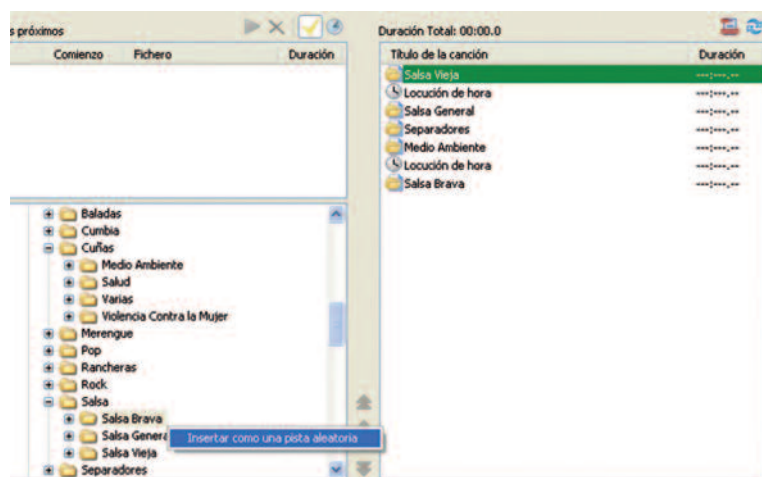 s próximos
Comienzo Fichero Duración
Baladas
Cumbia
Cuñas
Medio Ambiente
Salud
Varias
Violencia Contra la Mujer
Merengue
Pop
Rancheras
Rock
Salsa
Salsa Brava
Salsa Genera
Insertar como una pista aleatoria
Salsa Vieja
Separadores
Duración Total: 00:00.0
Título de la canción Duración
Salsa Vieja ---:---.--
Locución de hora ---:---.--
Salsa General ---:---.--
Separadores ---:---.--
Medio Ambiente ---:---.--
Locución de hora ---:---.--
Salsa Brava ---:---.--